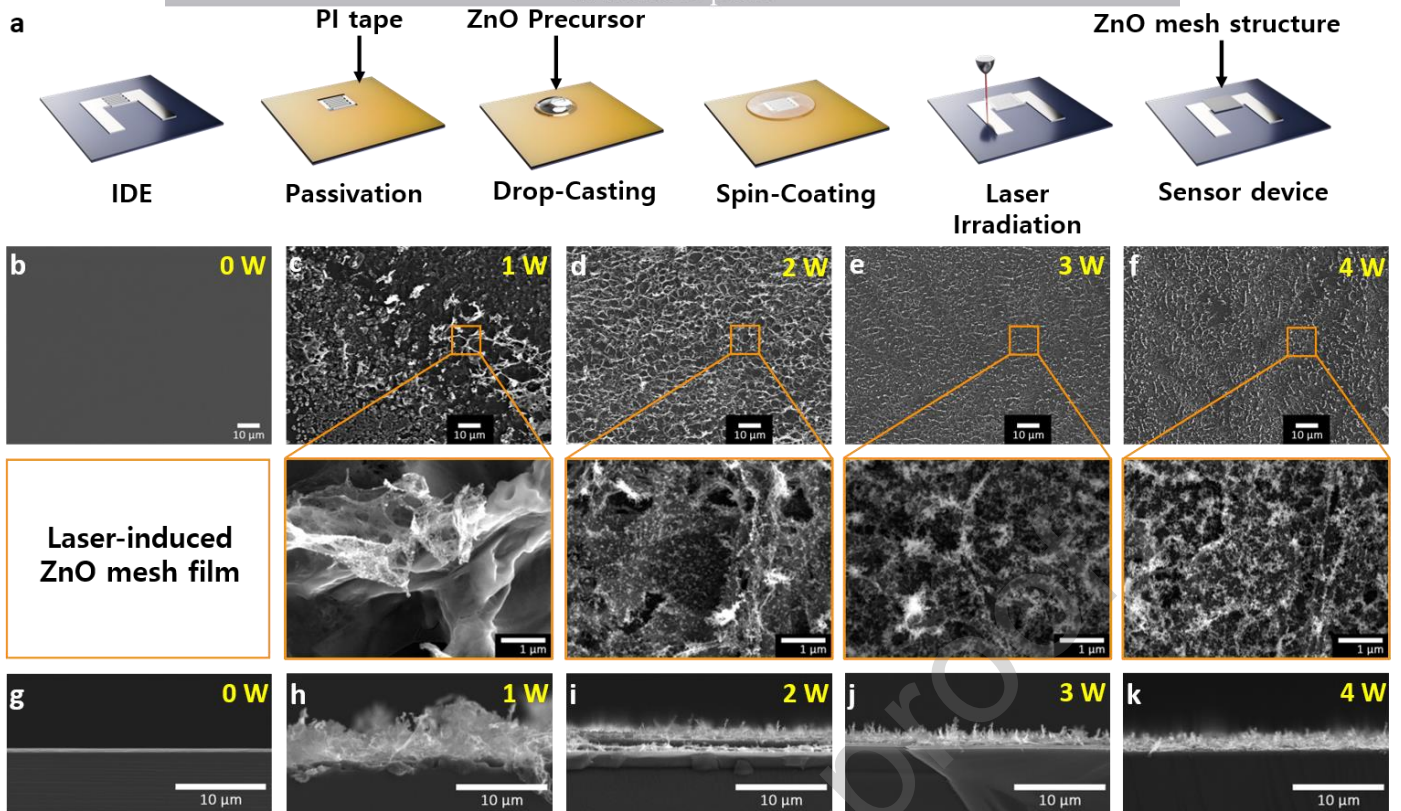 a
PI tape
ZnO Precursor
ZnO mesh structure
IDE
Passivation
Drop-Casting
Spin-Coating
Laser
Irradiation
Sensor device
b
0 W
10 μm
c
1 W
10 μm
d
2 W
10 μm
e
3 W
10 μm
f
4 W
10 μm
Laser-induced
ZnO mesh film
1 μm
1 μm
1 μm
1 μm
g
0 W
10 μm
h
1 W
10 μm
i
2 W
10 μm
j
3 W
10 μm
k
4 W
10 μm